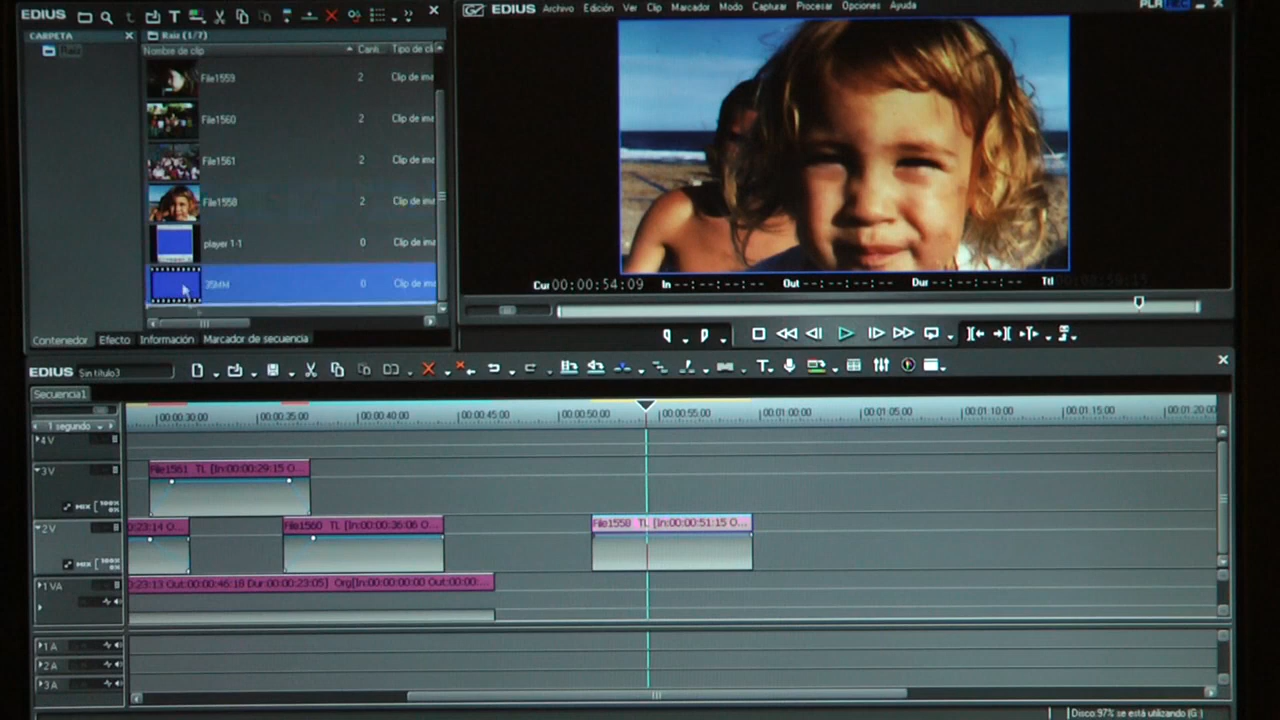 EDIUS
CARPETA
Raiz
Raiz (1/7)
Nombre de clip
Canti
Tipo de cli
File1559 2 Clip de ima
File1560 2 Clip de ima
File1561 2 Clip de ima
File1558 2 Clip de ima
player 1-1 0 Clip de ima
35MM 0 Clip de ima
Contenedor Efecto Información Marcador de secuencia
EDIUS Archivo Edición Ver Clip Marcador Modo Capturar Procesar Opciones Ayuda
PLR
Cur 00:00:54:09 In --:--:--:-- Out --:--:--:-- Dur --:--:--:-- Ttl
EDIUS Sin titulo3
Secuencia1
1 segundo
00:00:30:00 00:00:35:00 00:00:40:00 00:00:45:00 00:00:50:00 00:00:55:00 00:01:00:00 00:01:05:00 00:01:10:00 00:01:15:00 00:01:20:00
4V
3V
File1561 TL [In:00:00:29:15 O...
MIX
2V
0:23:14 O...
File1560 TL [In:00:00:36:06 O...
File1558 TL [In:00:00:51:15 O...
MIX
1VA
0:23:13 Out:00:00:46:18 Dur:00:00:23:05] Org[In:00:00:00:00 Out:00:00:...
1A
2A
3A
Disco:97% se está utilizando (G:)